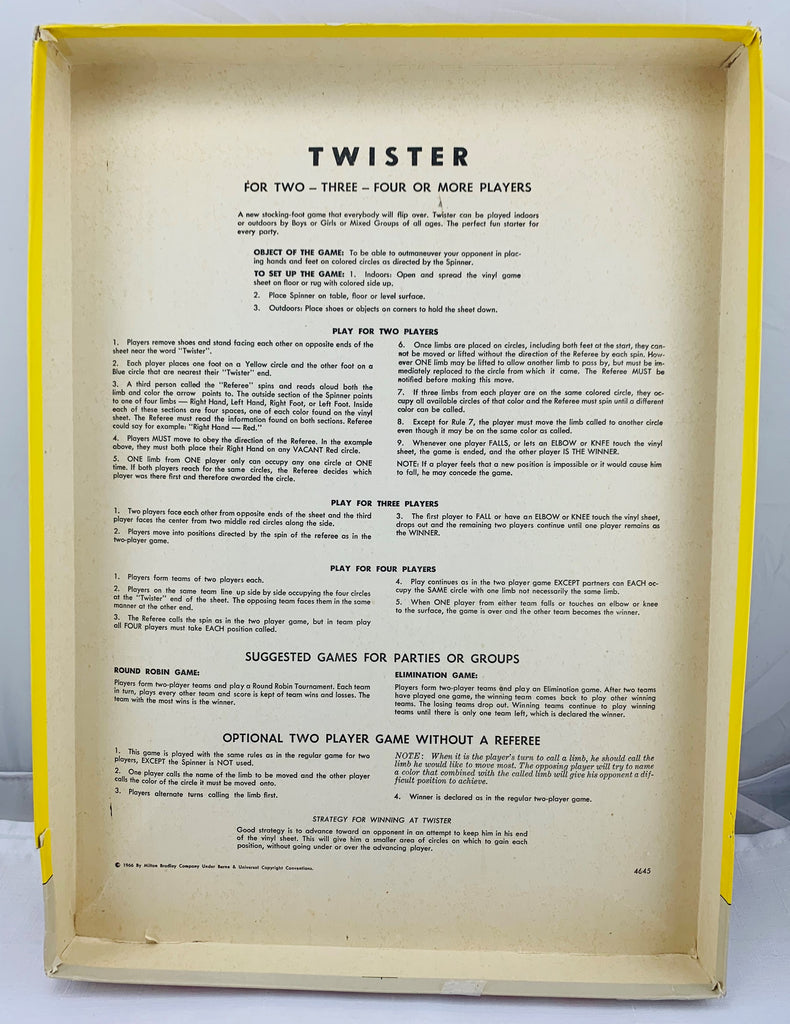 TWISTER
FOR TWO – THREE – FOUR OR MORE PLAYERS
A new stocking-foot game that everybody will flip over. Twister can be played indoors
or outdoors by Boys or Girls or Mixed Groups of all ages. The perfect fun starter for
every party.
OBJECT OF THE GAME: To be able to outmaneuver your opponent in plac-
ing hands and feet on colored circles as directed by the Spinner.
TO SET UP THE GAME: 1. Indoors: Open and spread the vinyl game
sheet on floor or rug with colored side up.
2. Place Spinner on table, floor or level surface.
3. Outdoors: Place shoes or objects on corners to hold the sheet down.
PLAY FOR TWO PLAYERS
1. Players remove shoes and stand facing each other on opposite ends of the
sheet near the word "Twister".
2. Each player places one foot on a Yellow circle and the other foot on a
Blue circle that are nearest their "Twister" end.
3. A third person called the "Referee" spins and reads aloud both the
limb and color the arrow points to. The outside section of the Spinner points
to one of four limbs — Right Hand, Left Hand, Right Foot, or Left Foot. Inside
each of these sections are four spaces, one of each color found on the vinyl
sheet. The Referee must read the information found on both sections. Referee
could say for example: "Right Hand — Red."
4. Players MUST move to obey the direction of the Referee. In the example
above, they must both place their Right Hand on any VACANT Red circle.
5. ONE limb from ONE player only can occupy any one circle at ONE
time. If both players reach for the same circles, the Referee decides which
player was there first and therefore awarded the circle.
6. Once limbs are placed on circles, including both feet at the start, they can-
not be moved or lifted without the direction of the Referee by each spin. How-
ever ONE limb may be lifted to allow another limb to pass by, but must be im-
mediately replaced to the circle from which it came. The Referee MUST be
notified before making this move.
7. If three limbs from each player are on the same colored circle, they oc-
cupy all available circles of that color and the Referee must spin until a different
color can be called.
8. Except for Rule 7, the player must move the limb called to another circle
even though it may be on the same color as called.
9. Whenever one player FALLS, or lets an ELBOW or KNFE touch the vinyl
sheet, the game is ended, and the other player IS THE WINNER.
NOTE: If a player feels that a new position is impossible or it would cause him
to fall, he may concede the game.
PLAY FOR THREE PLAYERS
1. Two players face each other from opposite ends of the sheet and the third
player faces the center from two middle red circles along the side.
2. Players move into positions directed by the spin of the referee as in the
two-player game.
3. The first player to FALL or have an ELBOW or KNEE touch the vinyl sheet,
drops out and the remaining two players continue until one player remains as
the WINNER.
PLAY FOR FOUR PLAYERS
1. Players form teams of two players each.
2. Players on the same team line up side by side occupying the four circles
at the "Twister" end of the sheet. The opposing team faces them in the same
manner at the other end.
3. The Referee calls the spin as in the two player game, but in team play
all FOUR players must take EACH position called.
4. Play continues as in the two player game EXCEPT partners can EACH oc-
cupy the SAME circle with one limb not necessarily the same limb.
5. When ONE player from either team falls or touches an elbow or knee
to the surface, the game is over and the other team becomes the winner.
SUGGESTED GAMES FOR PARTIES OR GROUPS
ROUND ROBIN GAME:
Players form two-player teams and play a Round Robin Tournament. Each team
in turn, plays every other team and score is kept of team wins and losses. The
team with the most wins is the winner.
ELIMINATION GAME:
Players form two-player teams and play an Elimination game. After two teams
have played one game, the winning team comes back to play other winning
teams. The losing teams drop out. Winning teams continue to play winning
teams until there is only one team left, which is declared the winner.
OPTIONAL TWO PLAYER GAME WITHOUT A REFEREE
1. This game is played with the same rules as in the regular game for two
players, EXCEPT the Spinner is NOT used.
2. One player calls the name of the limb to be moved and the other player
calls the color of the circle it must be moved onto.
3. Players alternate turns calling the limb first.
NOTE: When it is the player's turn to call a limb, he should call the
limb he would like to move most. The opposing player will try to name
a color that combined with the called limb will give his opponent a dif-
ficult position to achieve.
4. Winner is declared as in the regular two-player game.
STRATEGY FOR WINNING AT TWISTER
Good strategy is to advance toward an opponent in an attempt to keep him in his end
of the vinyl sheet. This will give him a smaller area of circles on which to gain each
position, without going under or over the advancing player.
© 1966 By Milton Bradley Company Under Berne & Universal Copyright Conventions.
4645